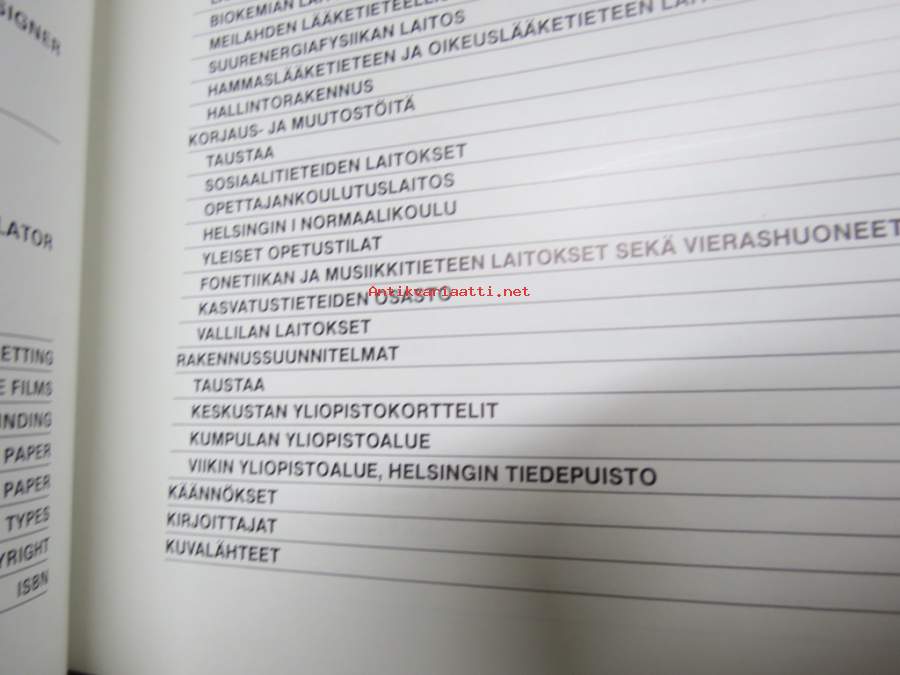 SIGNER
LATOR
ETTING
E FILMS
NDING
PAPER
PAPER
TYPES
YRIGHT
ISBN
BIOKEMIAN
MEILAHDEN
SUURENERGIAFYSIIKAN LAITOS
HAMMASLÄÄKETIETEEN JA OIKEUSLÄÄKETIETEEN
HALLINTORAKENNUS
KORJAUS- JA MUUTOSTÖITÄ
TAUSTAA
SOSIAALITIETEIDEN LAITOKSET
OPETTAJANKOULUTUSLAITOS
HELSINGIN I NORMAALIKOULU
YLEISET OPETUSTILAT
FONETIIKAN JA MUSIIKKITIETEEN LAITOKSET SEKÄ VIERASHUONEET
KASVATUSTIETEIDEN OSASTO
Antikvariaatti.net
VALLILAN LAITOKSET
RAKENNUSSUUNNITELMAT
TAUSTAA
KESKUSTAN YLIOPISTOKORTTELIT
KUMPULAN YLIOPISTOALUE
VIIKIN YLIOPISTOALUE, HELSINGIN TIEDEPUISTO
KÄÄNNÖKSET
KIRJOITTAJAT
KUVALÄHTEET